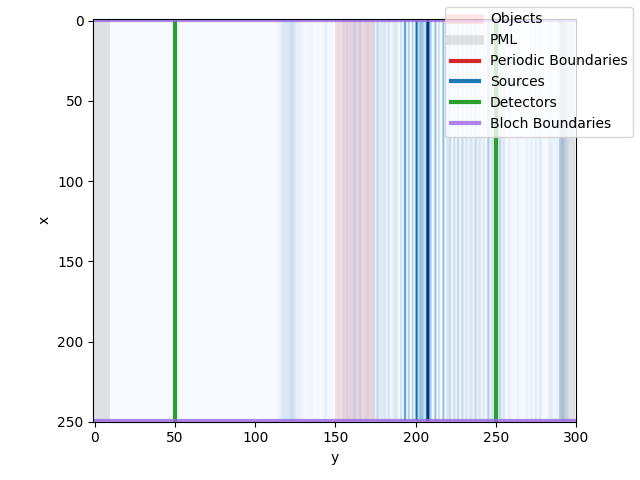 Objects
PML
Periodic Boundaries
Sources
Detectors
Bloch Boundaries
0
50
100
150
200
250
x
0
50
100
150
200
250
300
y